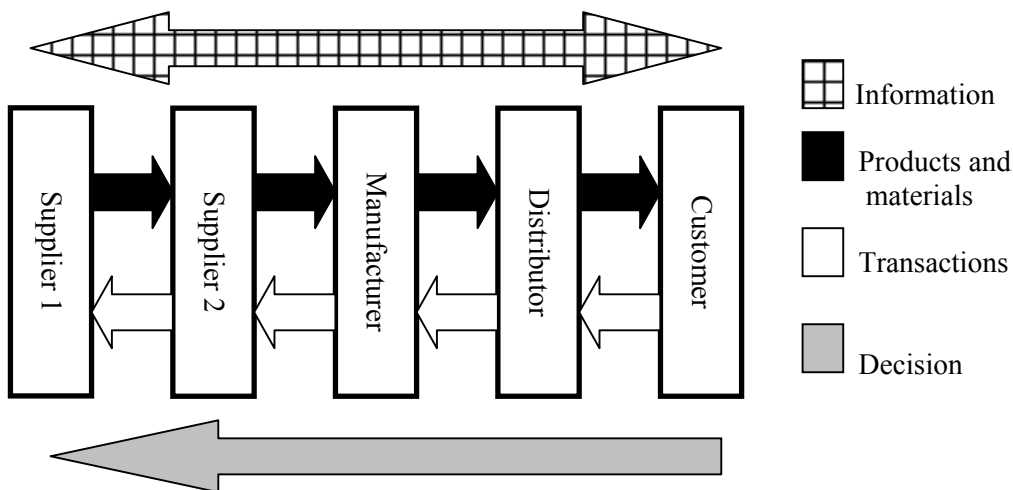 Supplier 1
Supplier 2
Manufacturer
Distributor
Customer
Information
Products and
materials
Transactions
Decision